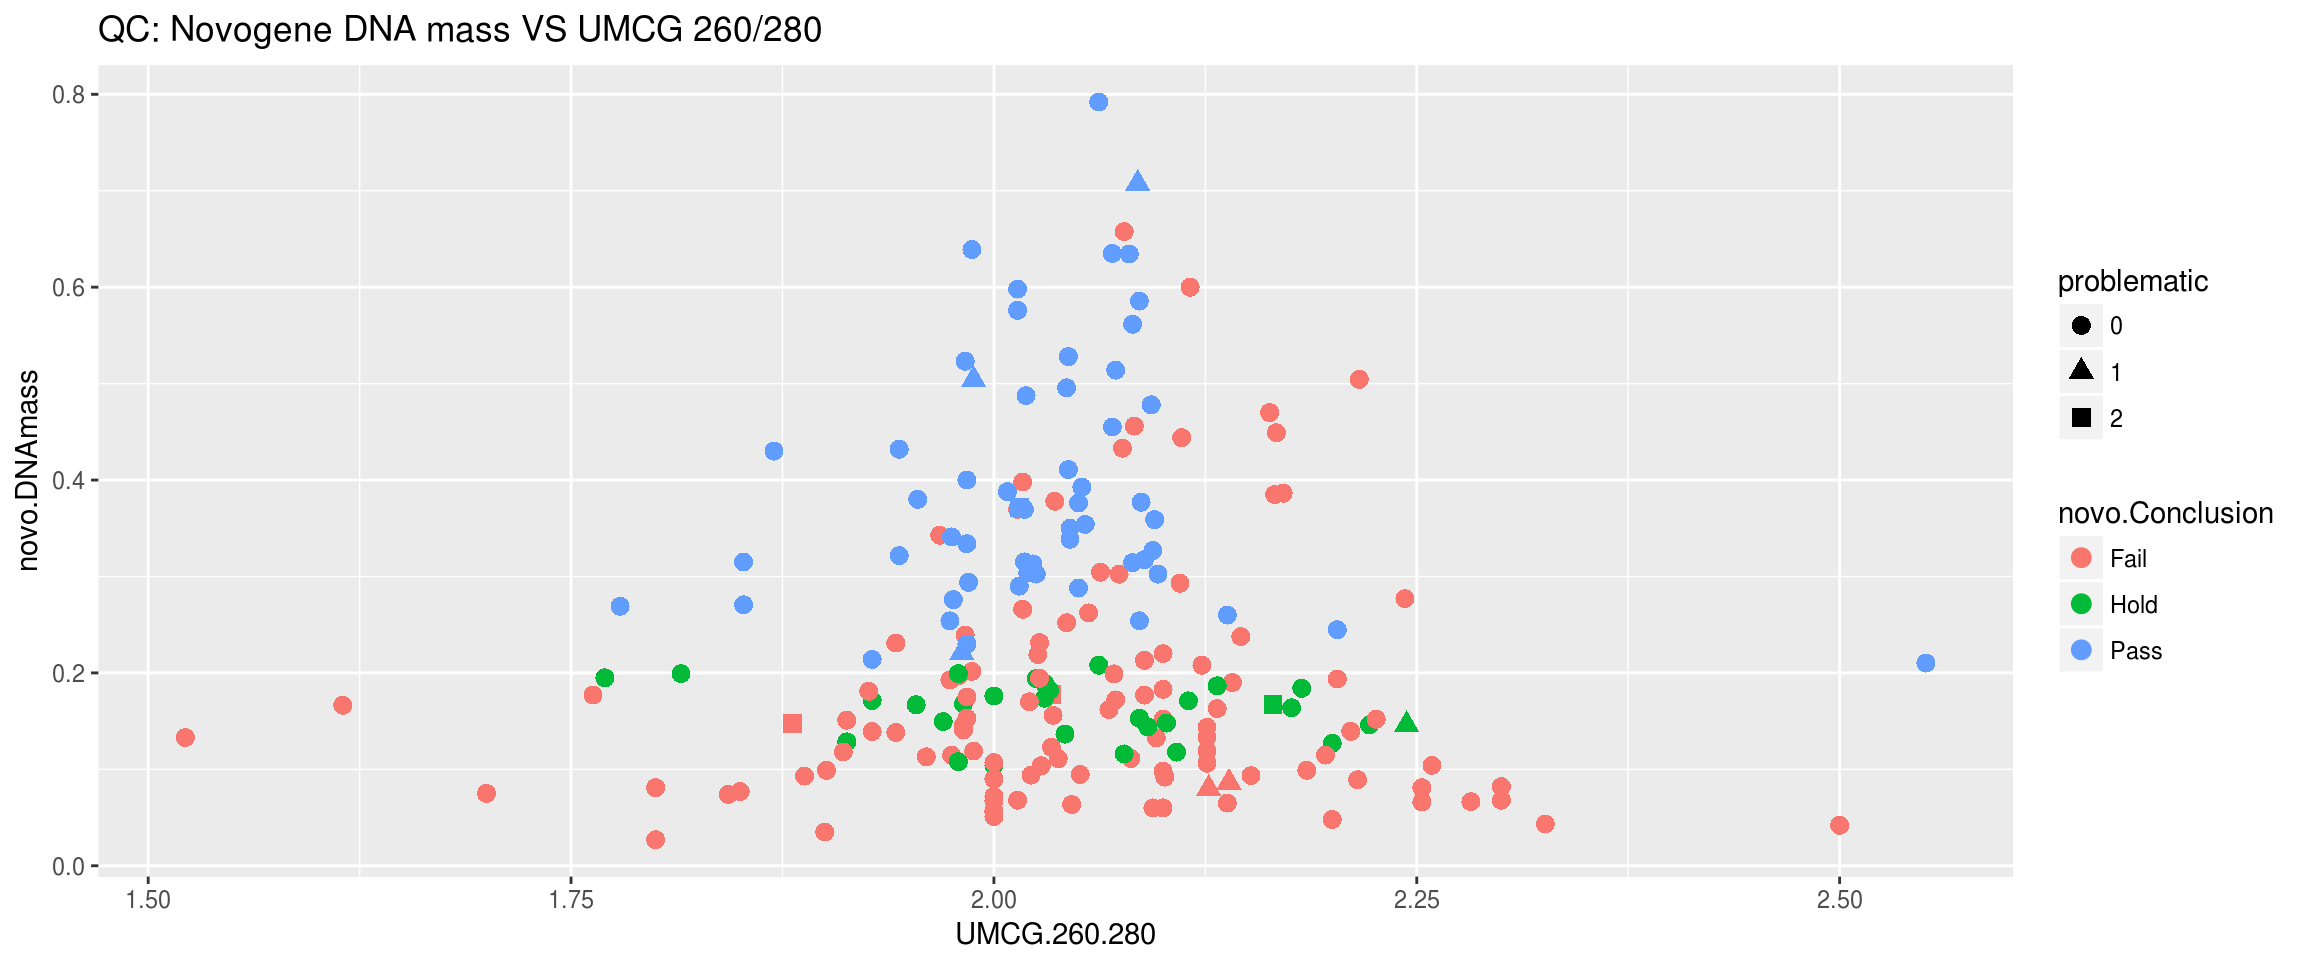 QC: Novogene DNA mass VS UMCG 260/280
novo.DNAmass
0.8
0.6
0.4
0.2
0.0
1.50
1.75
2.00
2.25
2.50
UMCG.260.280
problematic
0
1
2
novo.Conclusion
Fail
Hold
Pass